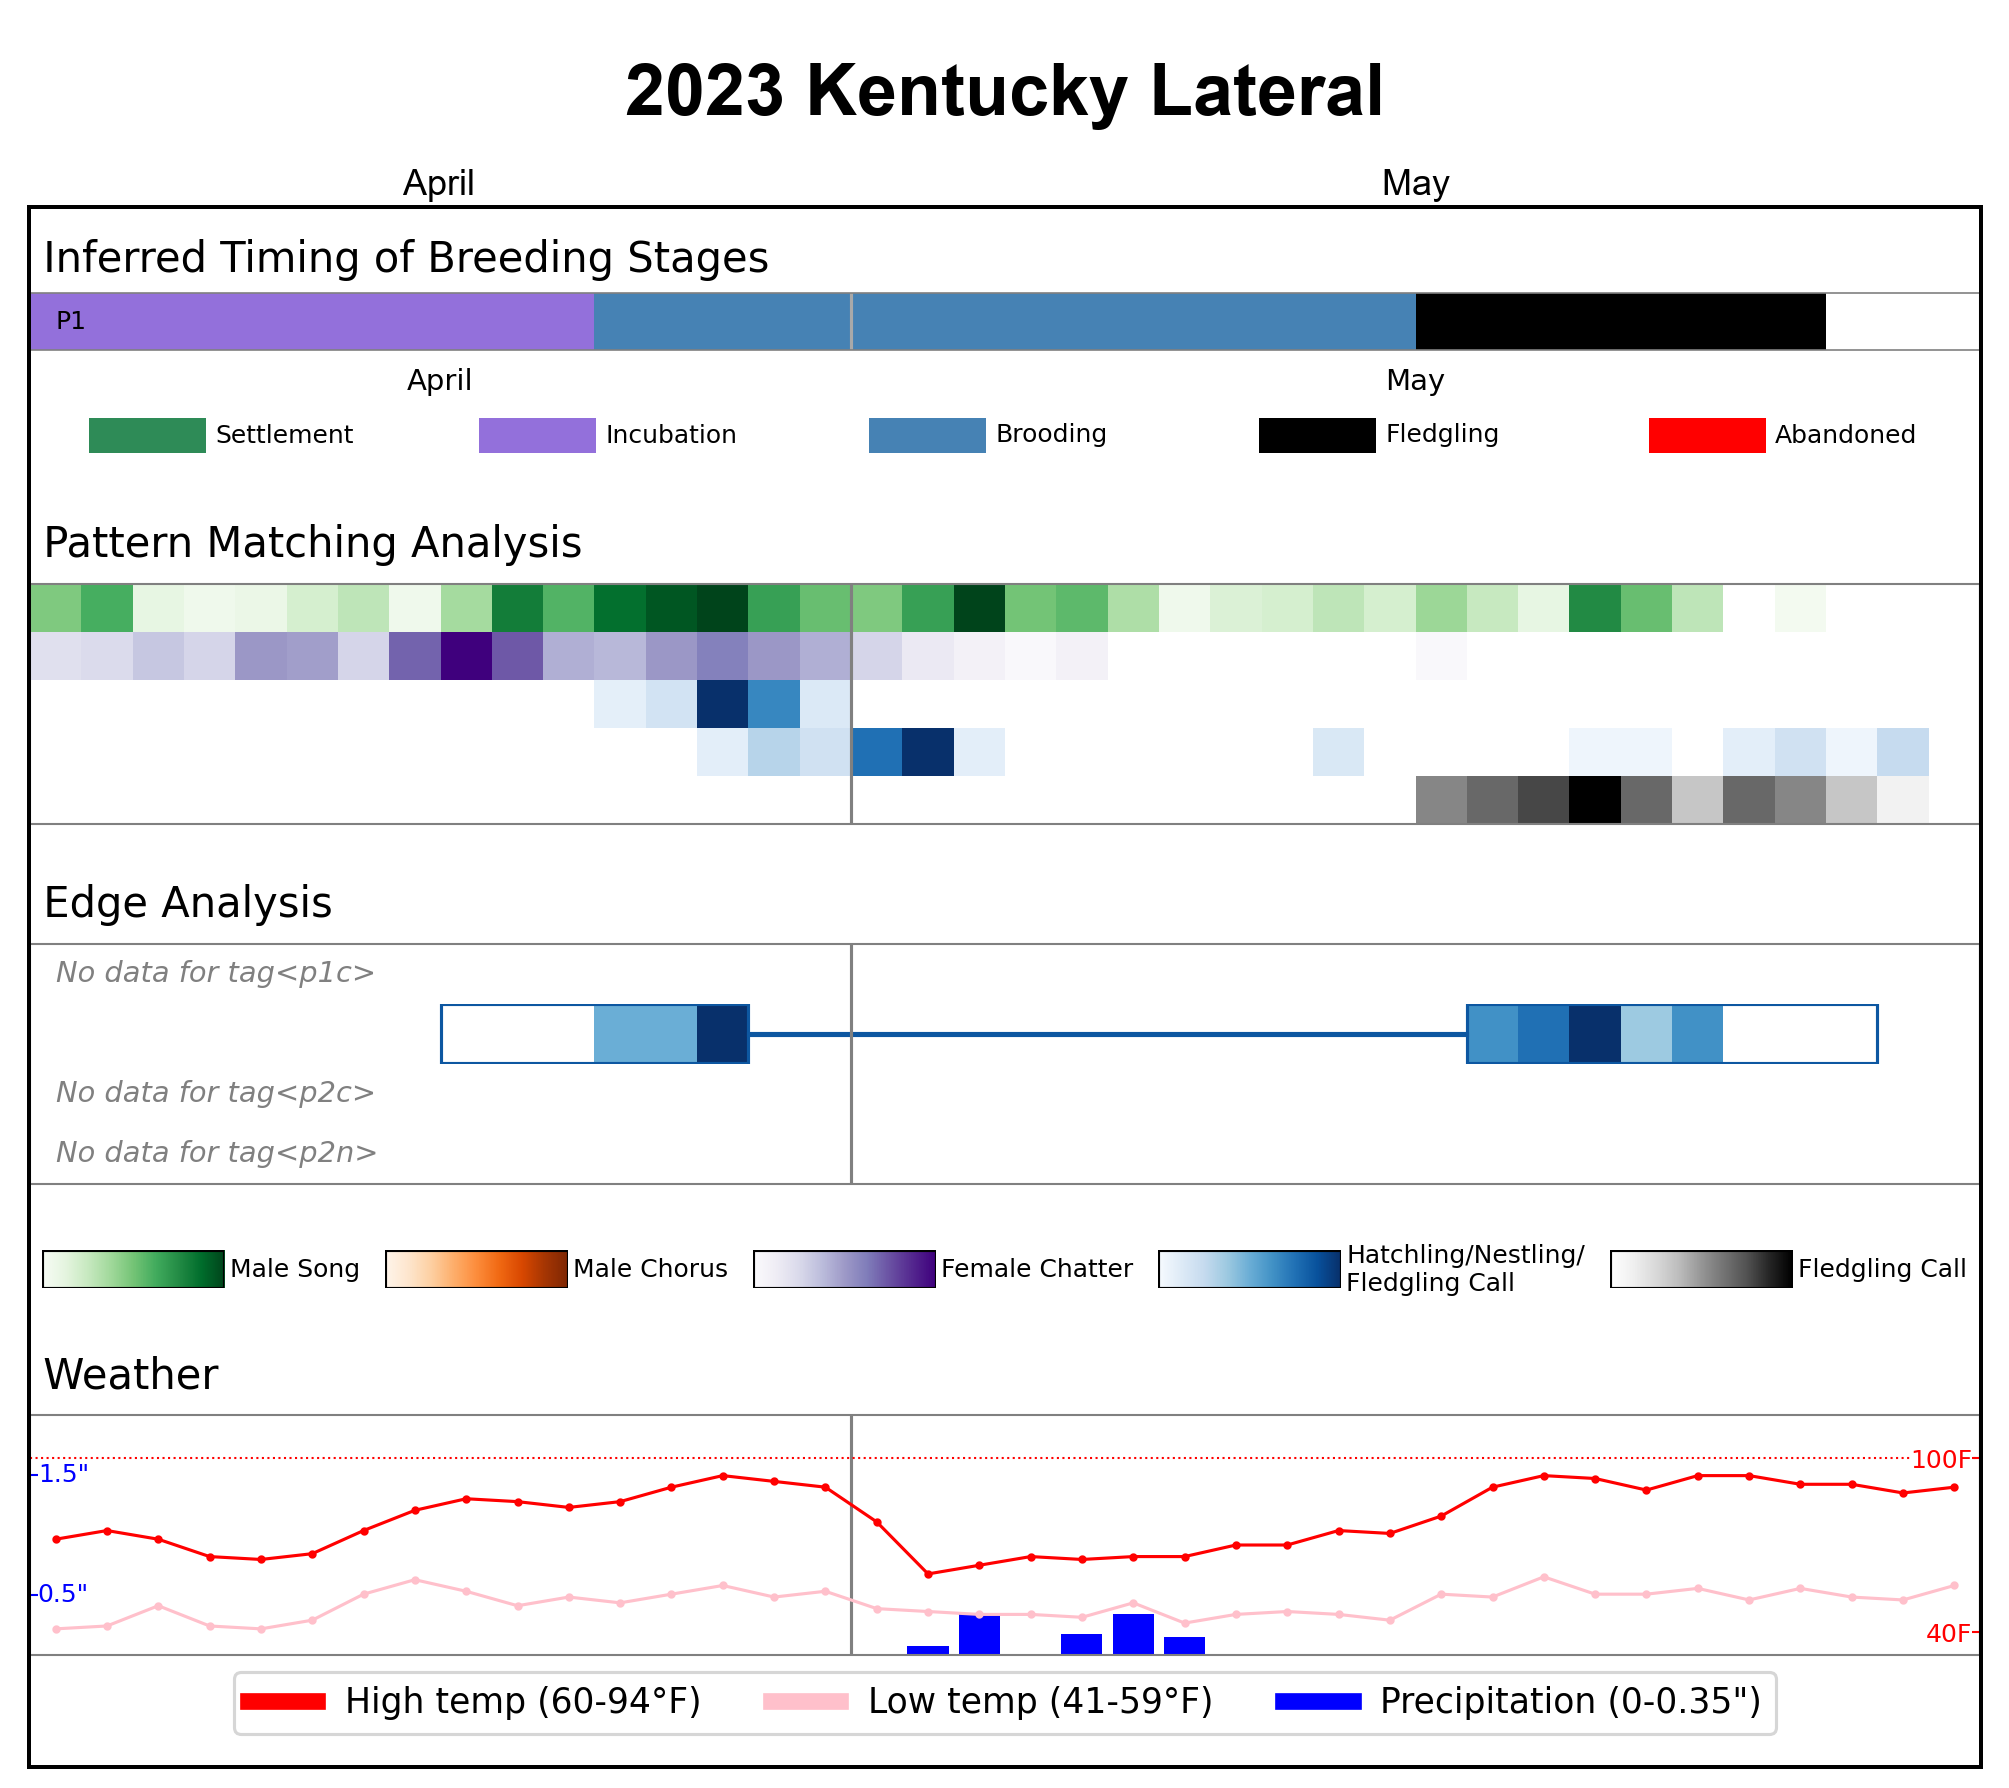 2023 Kentucky Lateral
April May
Inferred Timing of Breeding Stages
P1
April May
Settlement Incubation Brooding Fledgling Abandoned
Pattern Matching Analysis
Edge Analysis
No data for tag<p1c>
No data for tag<p2c>
No data for tag<p2n>
Male Song Male Chorus Female Chatter Hatchling/Nestling/
Fledgling Call Fledgling Call
Weather
100F
1.5"
0.5"
40F
High temp (60-94°F) Low temp (41-59°F) Precipitation (0-0.35")